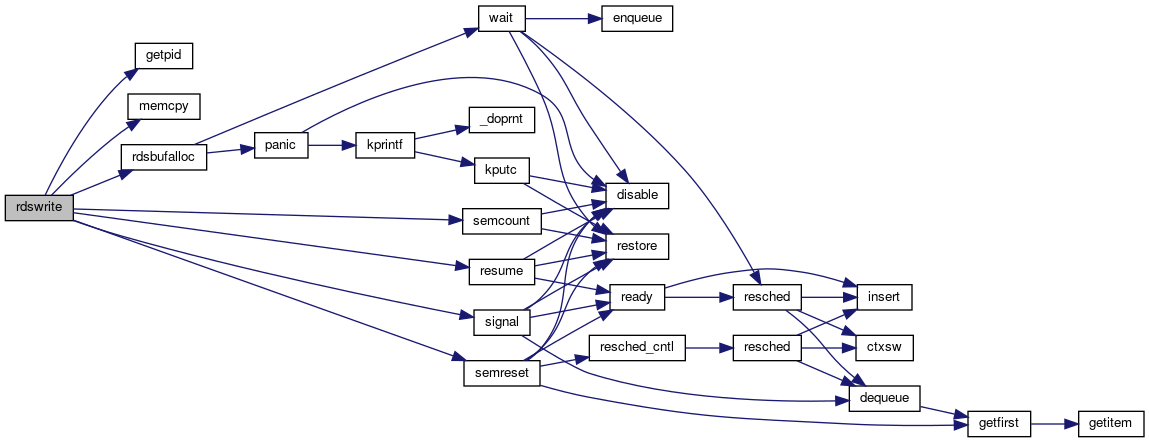 wait
enqueue
getpid
memcpy
_doprnt
panic
kprintf
rdsbufalloc
kputc
disable
rdswrite
semcount
restore
resume
ready
resched
insert
signal
resched_cntl
resched
ctxsw
semreset
dequeue
getfirst
getitem